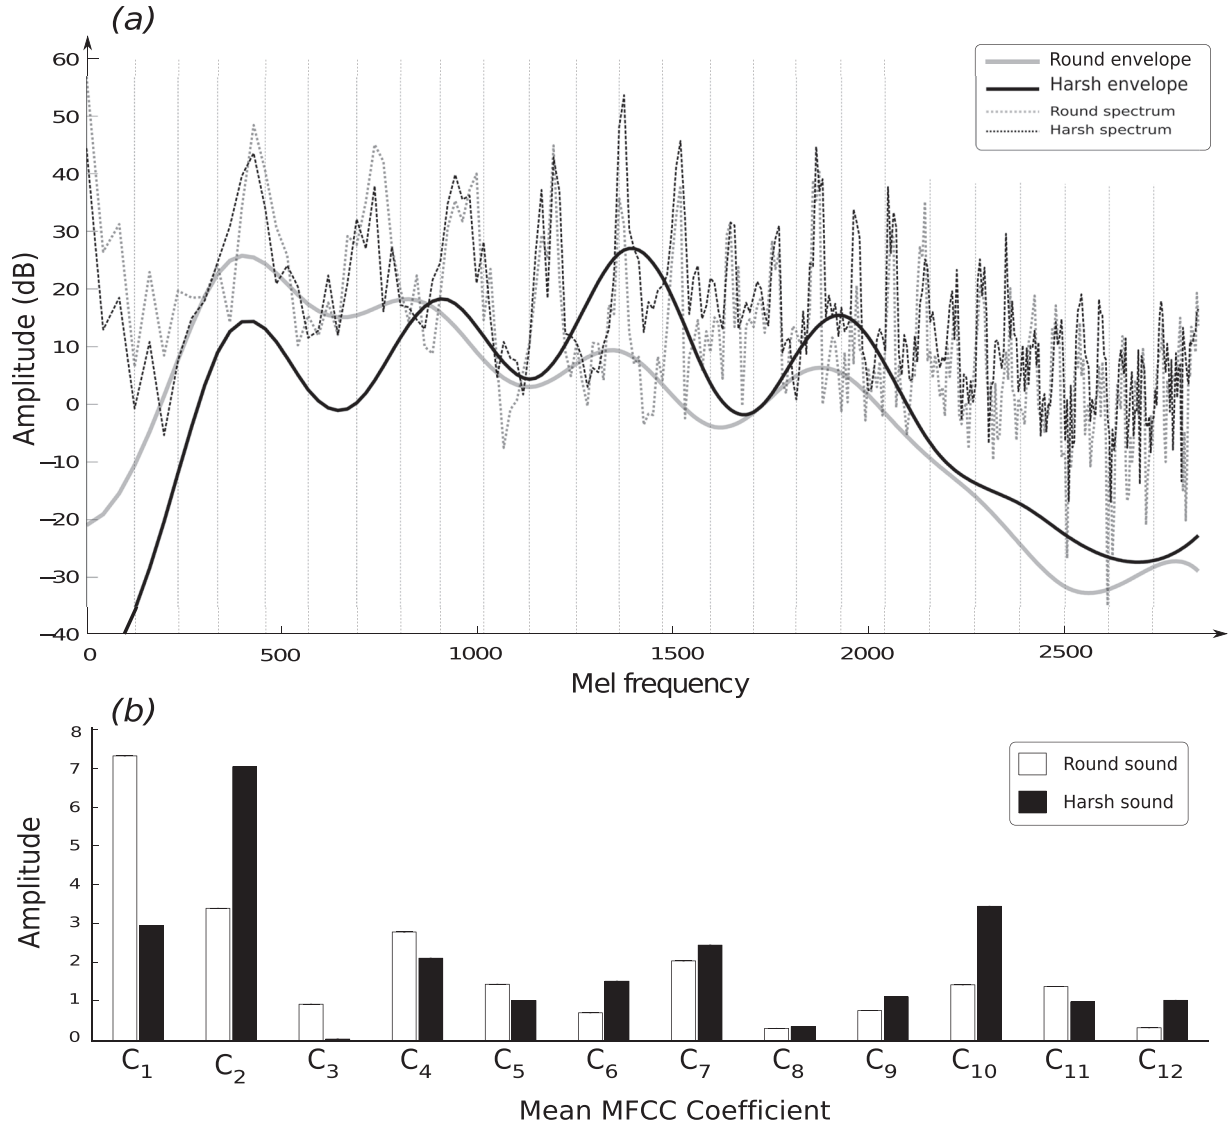 (a)
60
50
40
30
20
10
0
−10
−20
−30
−40
Amplitude (dB)
Round envelope
Harsh envelope
Round spectrum
Harsh spectrum
0 500 1000 1500 2000 2500
Mel frequency
(b)
8
7
6
5
4
3
2
1
0
Amplitude
Round sound
Harsh sound
C1 C2 C3 C4 C5 C6 C7 C8 C9 C10 C11 C12
Mean MFCC Coefficient